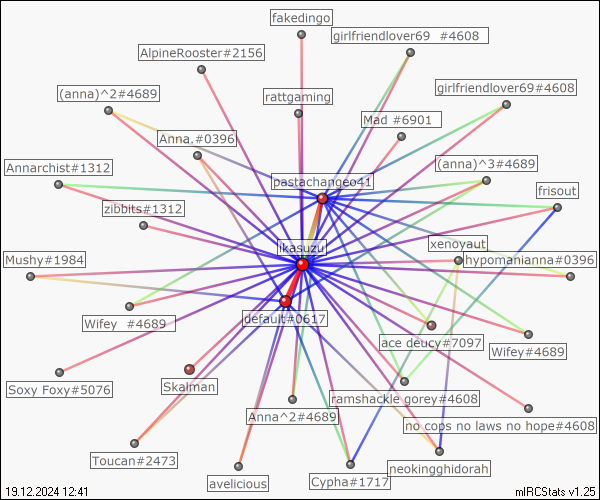 fakedingo
girlfriendlover69 #4608
AlpineRooster#2156
(anna)^2#4689
rattgaming
girlfriendlover69#4608
Mad #6901
Anna.#0396
Annarchist#1312
pastachangeo41
(anna)^3#4689
frisout
zibbits#1312
ikasuzu
xenoyaut
Mushy#1984
hypomanianna#0396
Wifey #4689
default#0617
ace deucy#7097
Wifey#4689
Soxy Foxy#5076
Skalman
ramshackle gorey#4608
Anna^2#4689
no cops no laws no hope#4608
Toucan#2473
avelicious
Cypha#1717
neokingghidorah
19.12.2024 12:41
mIRCStats v1.25